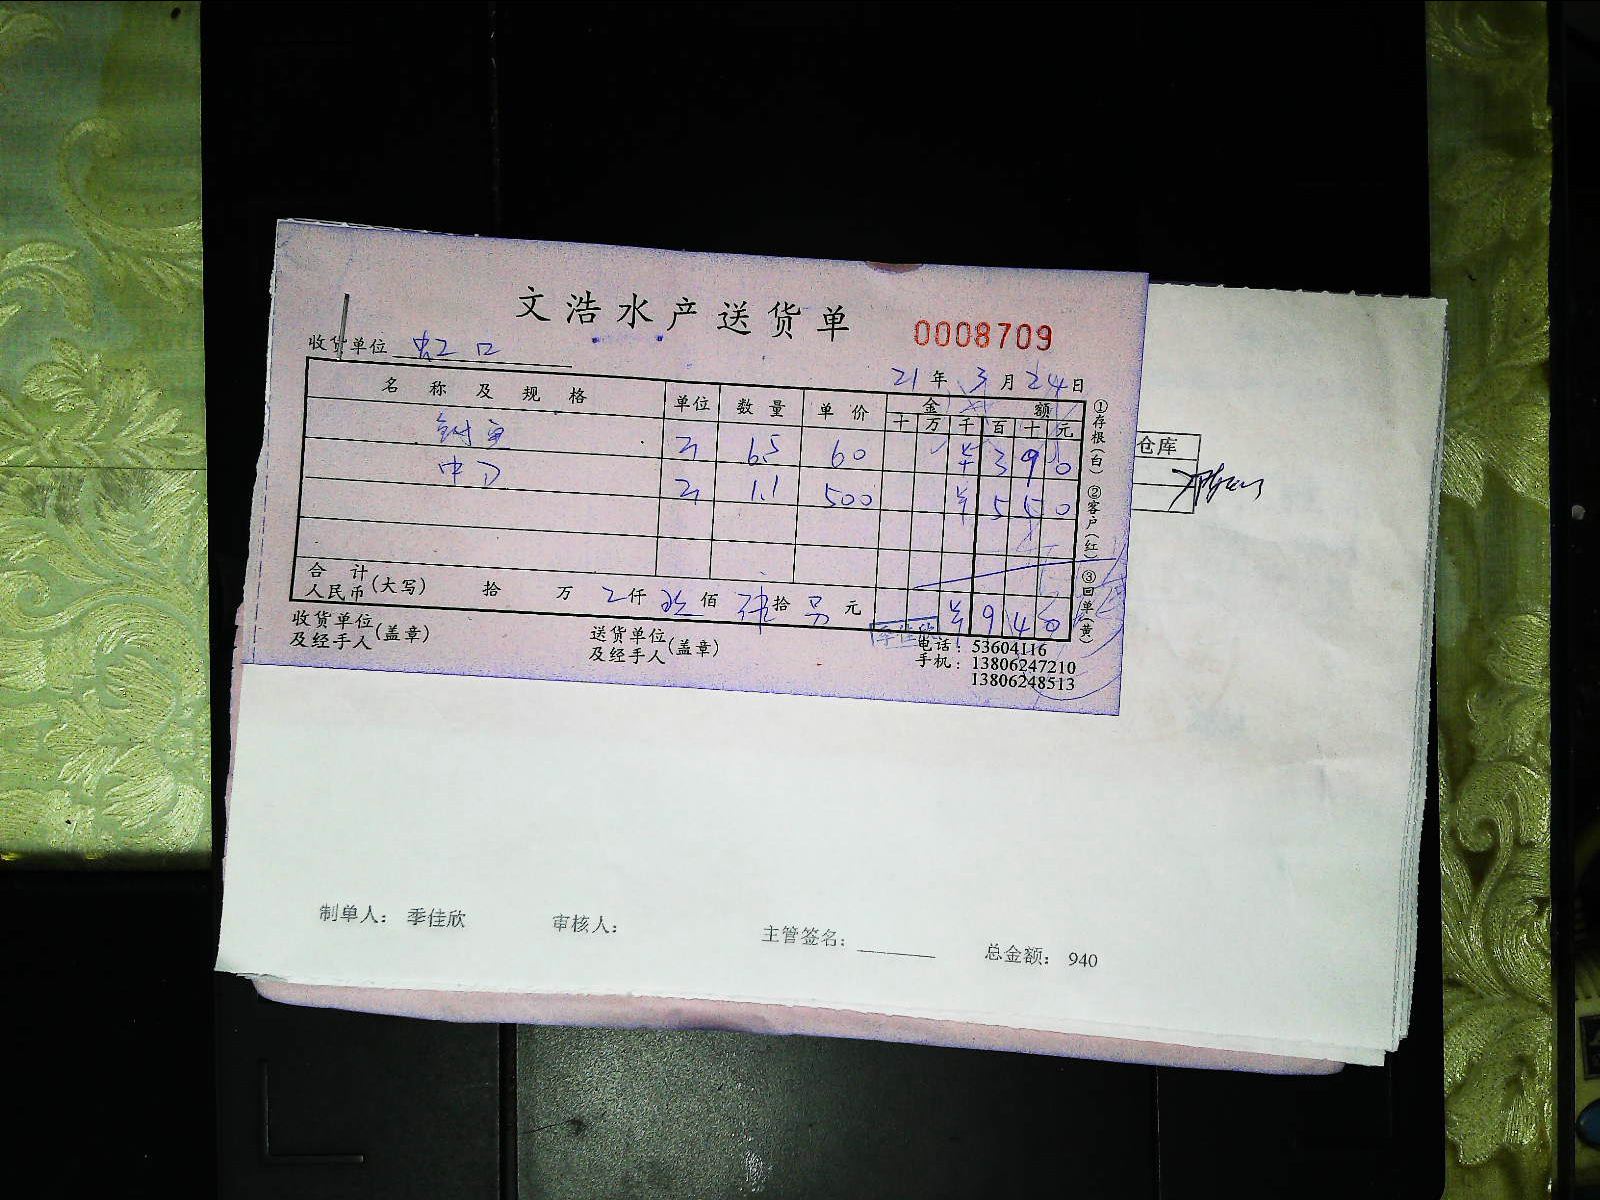 文浩水产送货单
0008709
收货单位 虹口
21年3月24日
名称及规格 单位 数量 单价 金额
十 万 千 百 十 元
鱼 6.5 60 ¥ 3 9 0
中 1.1 500 ¥ 5 5 0
合计
人民币(大写) 拾 万 仟 玖 佰 肆 拾 另 元 ¥ 9 4 0
收货单位
及经手人(盖章)
送货单位
及经手人(盖章)
电话：53604116
手机：13806247210
13806248513
①存根(白) ②客户(红) ③回单(黄)
仓库
制单人： 季佳欣 审核人： 主管签名： 总金额： 940